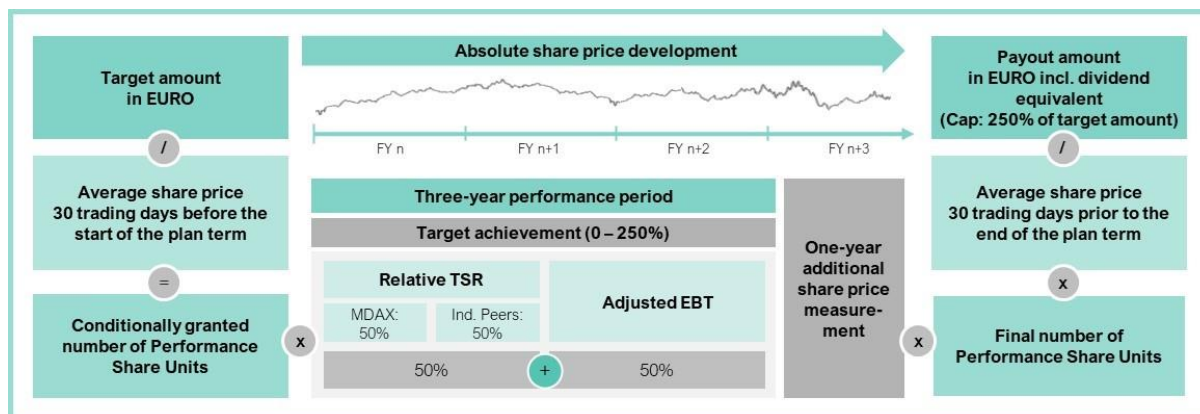 Target amount
in EURO
/
Average share price
30 trading days before the
start of the plan term
=
Conditionally granted
number of Performance
Share Units
x
Absolute share price development
FY n
FY n+1
FY n+2
FY n+3
Three-year performance period
Target achievement (0 – 250%)
Relative TSR
MDAX:
50%
Ind. Peers:
50%
Adjusted EBT
50%
+
50%
One-year
additional
share price
measure-
ment
x
Payout amount
in EURO incl. dividend
equivalent
(Cap: 250% of target amount)
/
Average share price
30 trading days prior to the
end of the plan term
x
Final number of
Performance Share Units